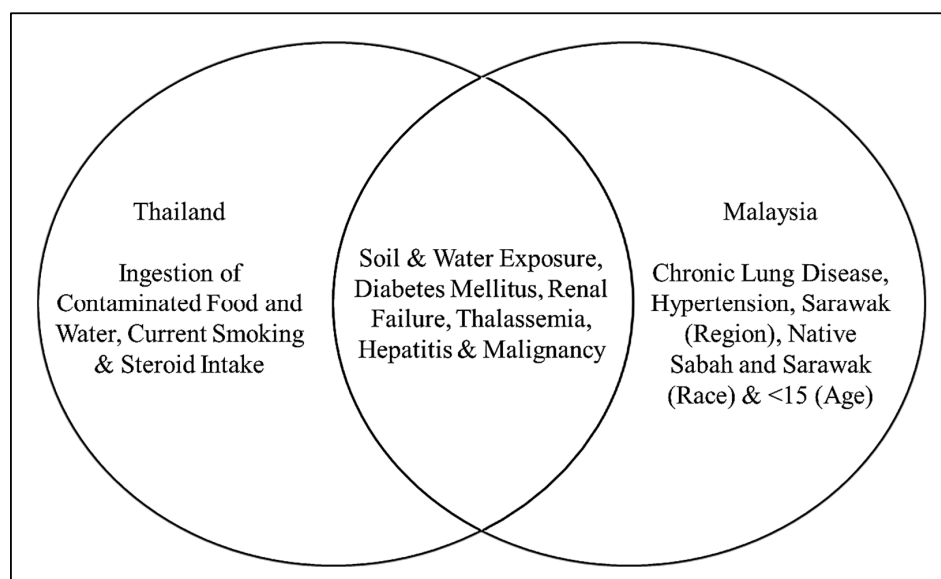 Thailand
Ingestion of
Contaminated Food and
Water, Current Smoking
& Steroid Intake
Soil & Water Exposure,
Diabetes Mellitus, Renal
Failure, Thalassemia,
Hepatitis & Malignancy
Malaysia
Chronic Lung Disease,
Hypertension, Sarawak
(Region), Native
Sabah and Sarawak
(Race) & <15 (Age)